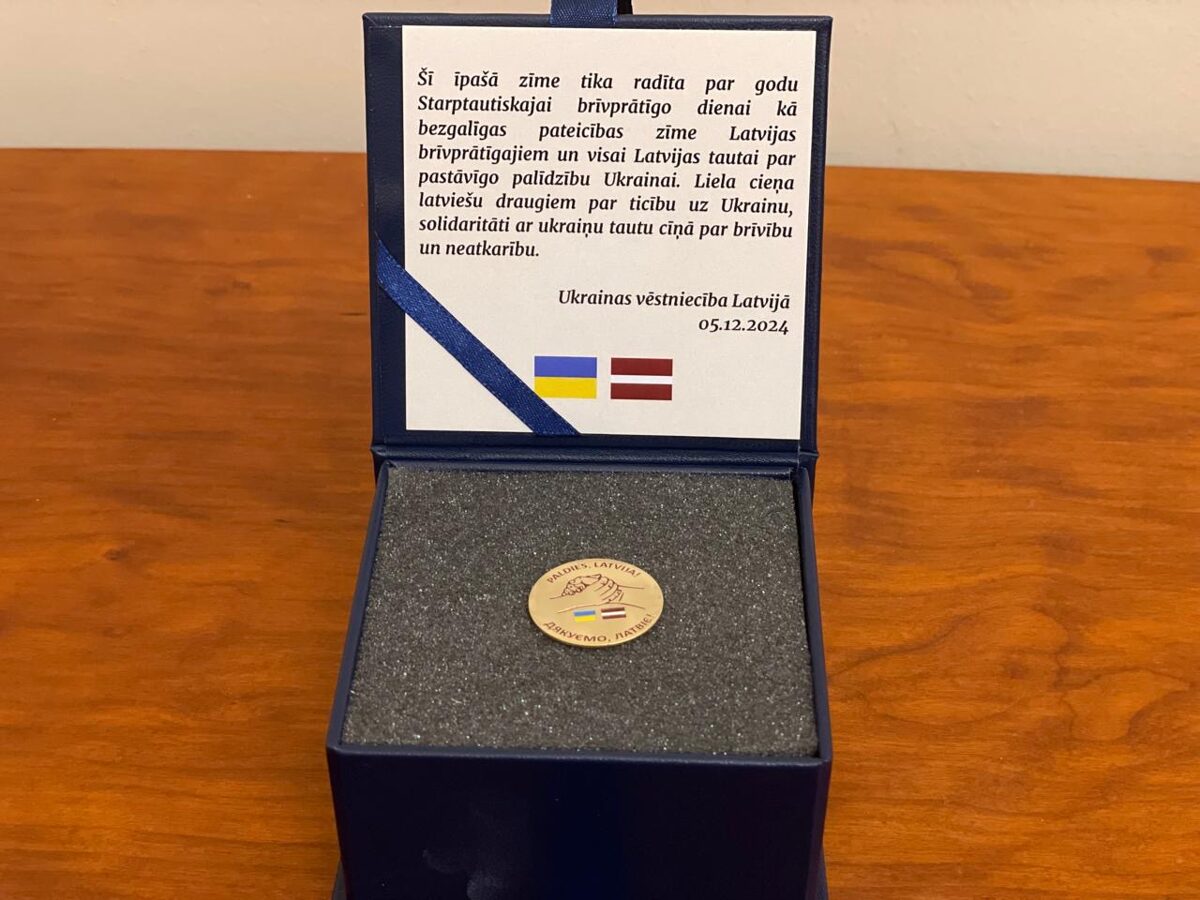 Šī īpašā zīme tika radīta par godu
Starptautiskajai brīvprātīgo dienai kā
bezgalīgas pateicības zīme Latvijas
brīvprātīgajiem un visai Latvijas tautai par
pastāvīgo palīdzību Ukrainai. Liela cieņa
latviešu draugiem par ticību uz Ukrainu,
solidaritāti ar ukraiņu tautu cīņā par brīvību
un neatkarību.
Ukrainas vēstniecība Latvijā
05.12.2024
PALDIES, LATVIJA!
ДЯКУЄМО, ЛАТВІЄ!